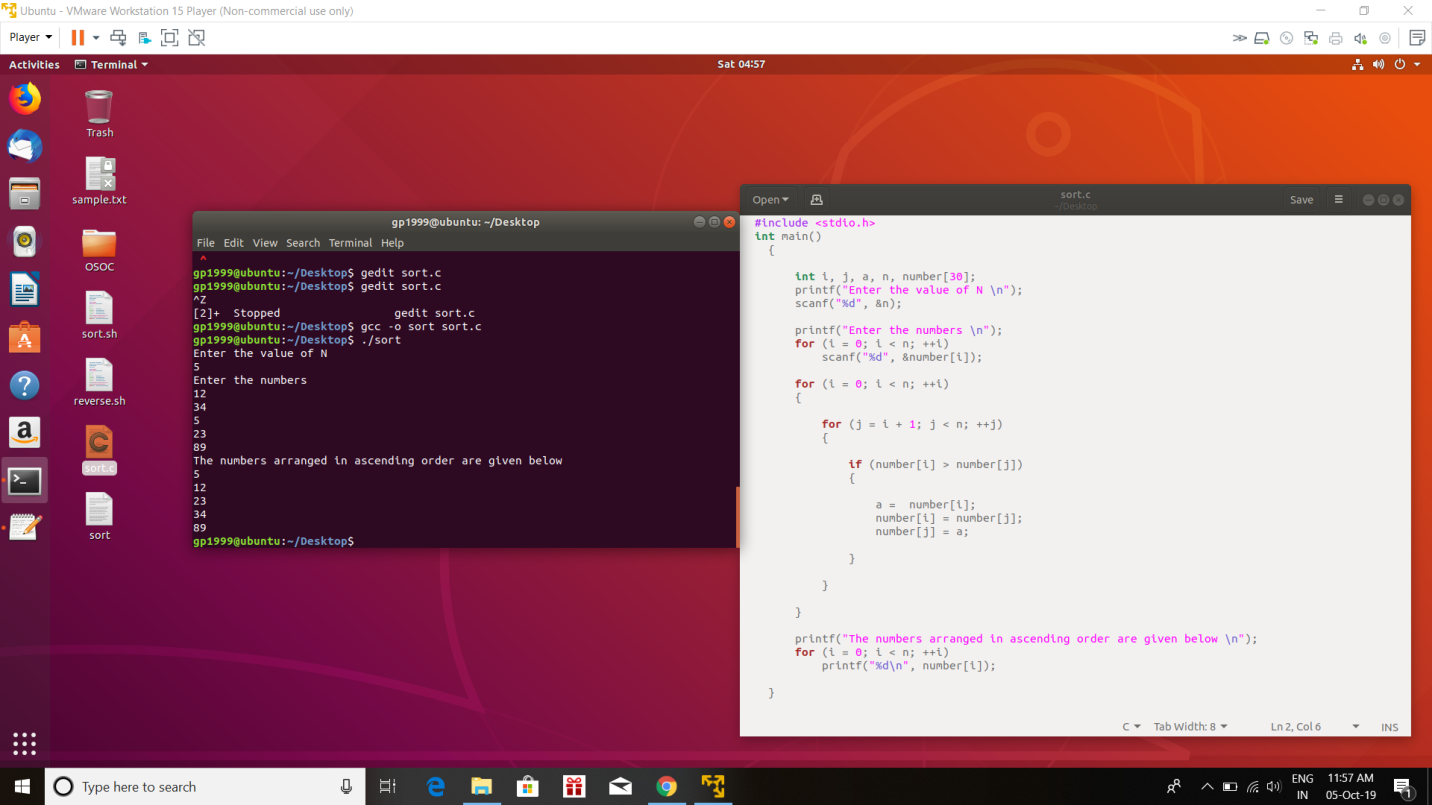 Ubuntu - VMware Workstation 15 Player (Non-commercial use only)
Player
Activities
Terminal
Sat 04:57
Trash
sample.txt
OSOC
sort.sh
reverse.sh
sort.c
sort
gp1999@ubuntu: ~/Desktop
File Edit View Search Terminal Help
^
gp1999@ubuntu:~/Desktop$ gedit sort.c
gp1999@ubuntu:~/Desktop$ gedit sort.c
^Z
[2]+  Stopped                 gedit sort.c
gp1999@ubuntu:~/Desktop$ gcc -o sort sort.c
gp1999@ubuntu:~/Desktop$ ./sort
Enter the value of N
5
Enter the numbers
12
34
5
23
89
The numbers arranged in ascending order are given below
5
12
23
34
89
gp1999@ubuntu:~/Desktop$
Open
sort.c
~/Desktop
Save
#include <stdio.h>
int main()
{
int i, j, a, n, number[30];
printf("Enter the value of N \n");
scanf("%d", &n);
printf("Enter the numbers \n");
for (i = 0; i < n; ++i)
scanf("%d", &number[i]);
for (i = 0; i < n; ++i)
{
for (j = i + 1; j < n; ++j)
{
if (number[i] > number[j])
{
a =  number[i];
number[i] = number[j];
number[j] = a;
}
}
}
printf("The numbers arranged in ascending order are given below \n");
for (i = 0; i < n; ++i)
printf("%d\n", number[i]);
}
C
Tab Width: 8
Ln 2, Col 6
INS
Type here to search
ENG
IN
11:57 AM
05-Oct-19
1